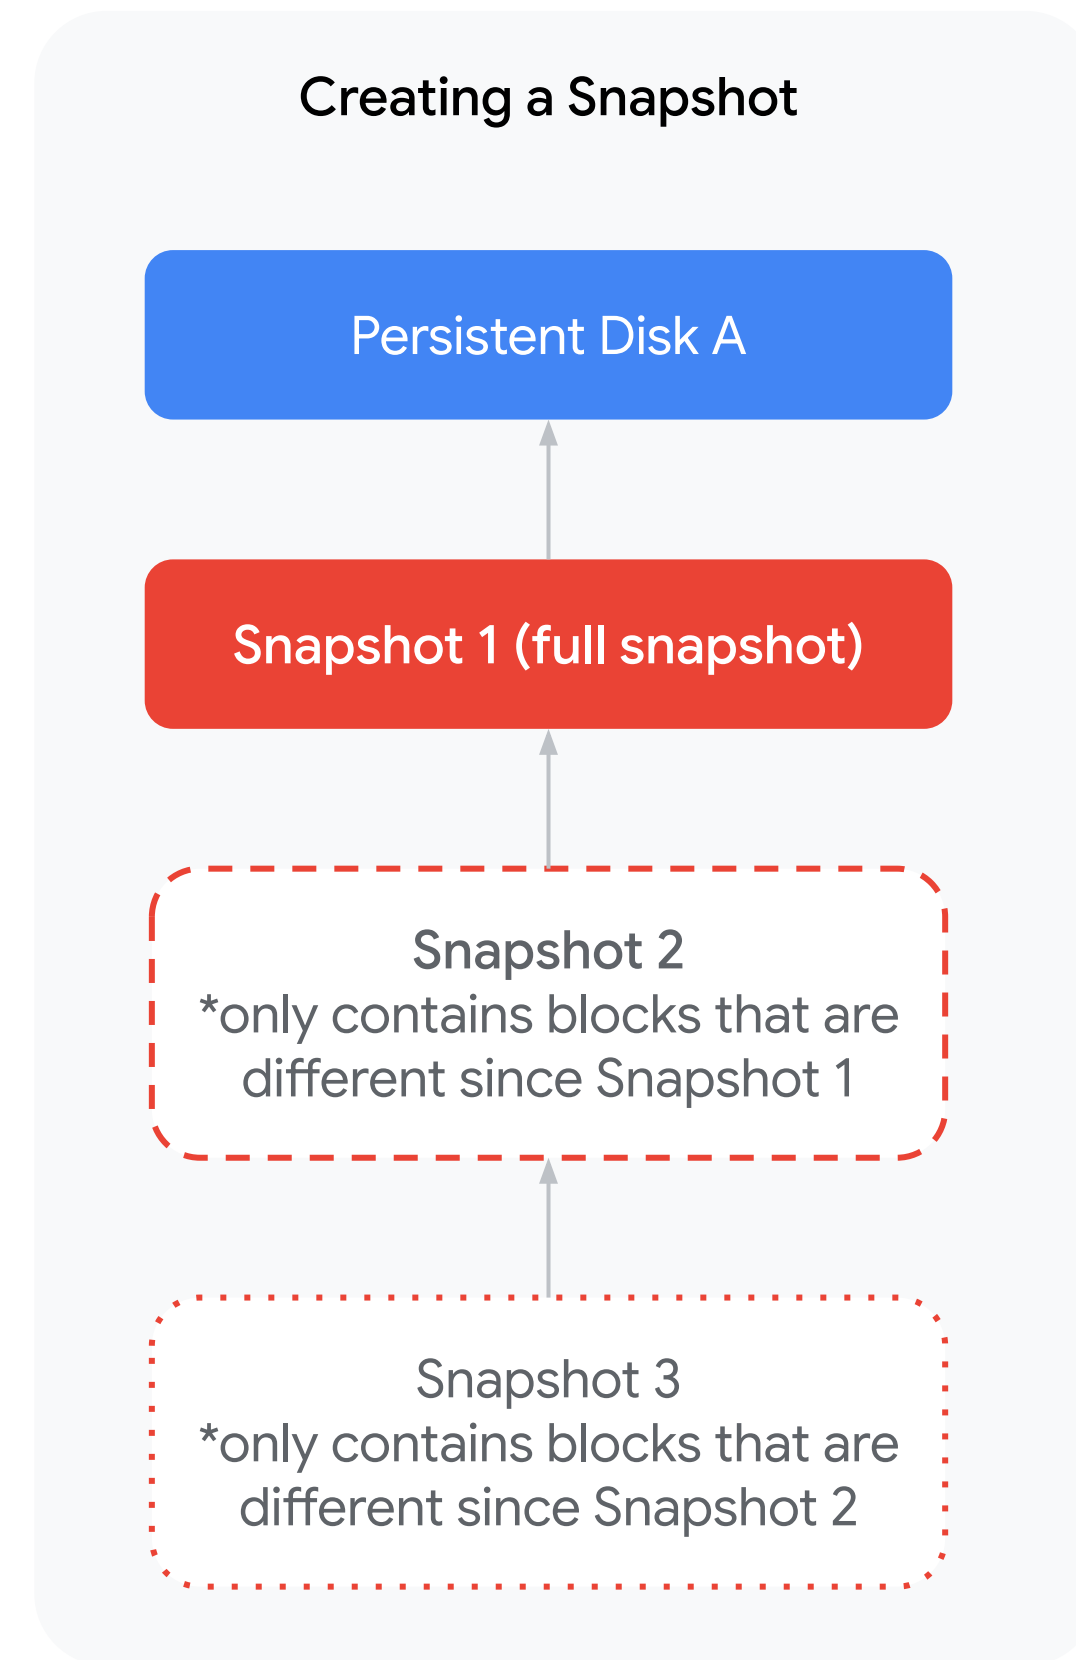 Creating a Snapshot
Persistent Disk A
Snapshot 1 (full snapshot)
Snapshot 2
*only contains blocks that are
different since Snapshot 1
Snapshot 3
*only contains blocks that are
different since Snapshot 2